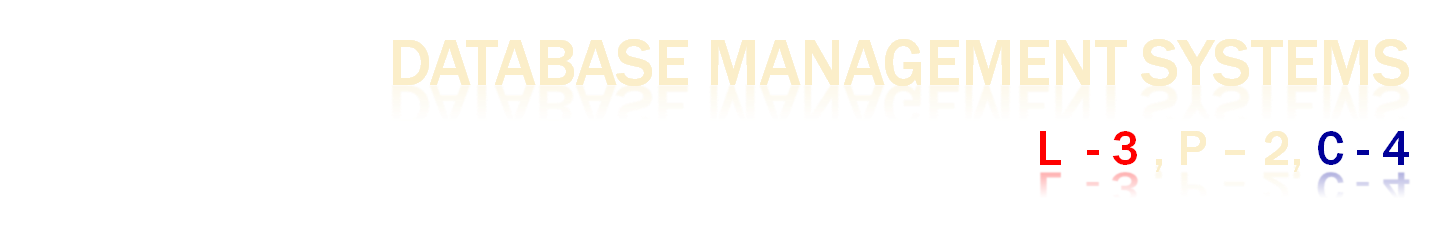 DATABASE MANAGEMENT SYSTEMS
L - 3 , P – 2, C - 4